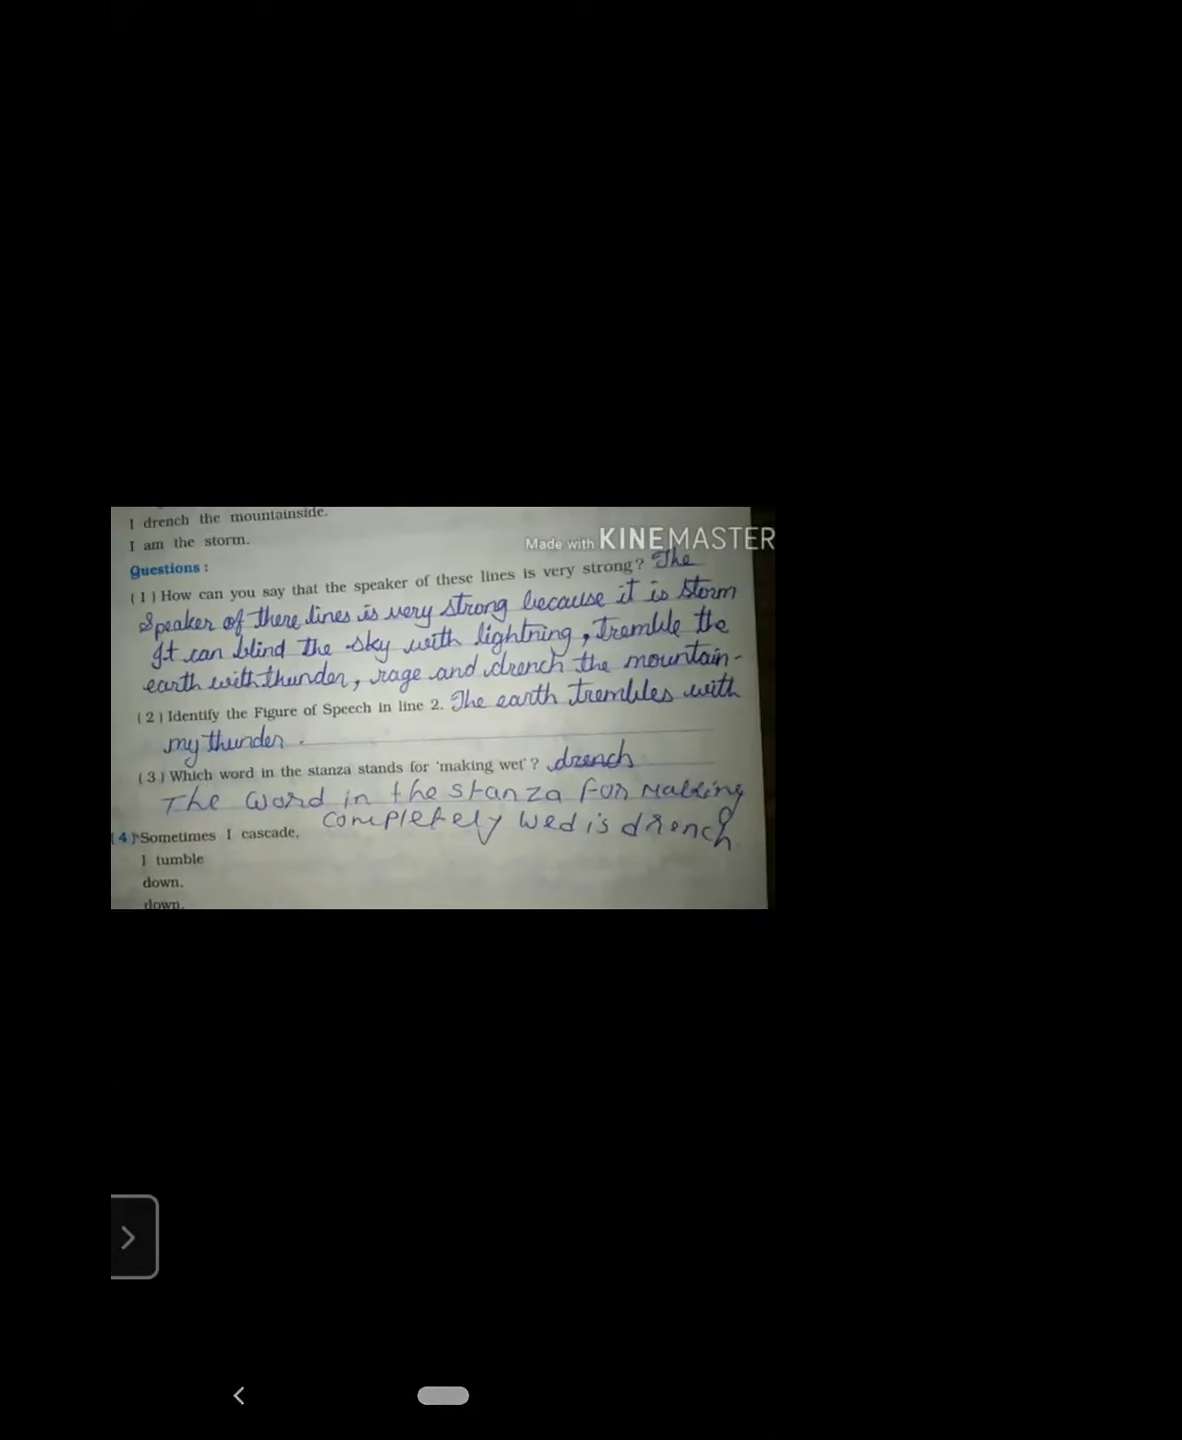 I drench the mountainside.
I am the storm.
Made with KINEMASTER
Questions :
( 1 ) How can you say that the speaker of these lines is very strong? The
Speaker of there lines is very strong because it is storm
It can blind the sky with lightning, tremble the
earth with thunder, rage and drench the mountain-
( 2 ) Identify the Figure of Speech in line 2. The earth trembles with
my thunder.
( 3 ) Which word in the stanza stands for 'making wet' ? drench
The word in the stanza for making
completely wed is drench
( 4 ) Sometimes I cascade,
I tumble
down,
down,